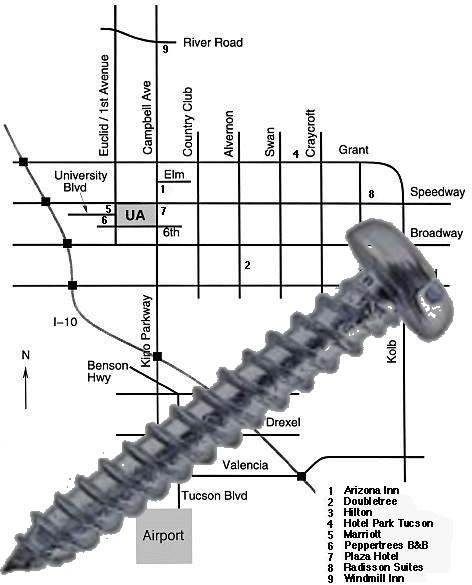 River Road
9
Euclid / 1st Avenue
Campbell Ave
Country Club
Alvernon
Swan
Craycroft
4
Grant
University
Blvd
Elm
1
8
Speedway
5
UA
7
6
6th
Broadway
2
I-10
Kino Parkway
Kolb
N
Benson
Hwy
Drexel
Valencia
Tucson Blvd
Airport
1 Arizona Inn
2 Doubletree
3 Hilton
4 Hotel Park Tucson
5 Marriott
6 Peppertrees B&B
7 Plaza Hotel
8 Radisson Suites
9 Windmill Inn